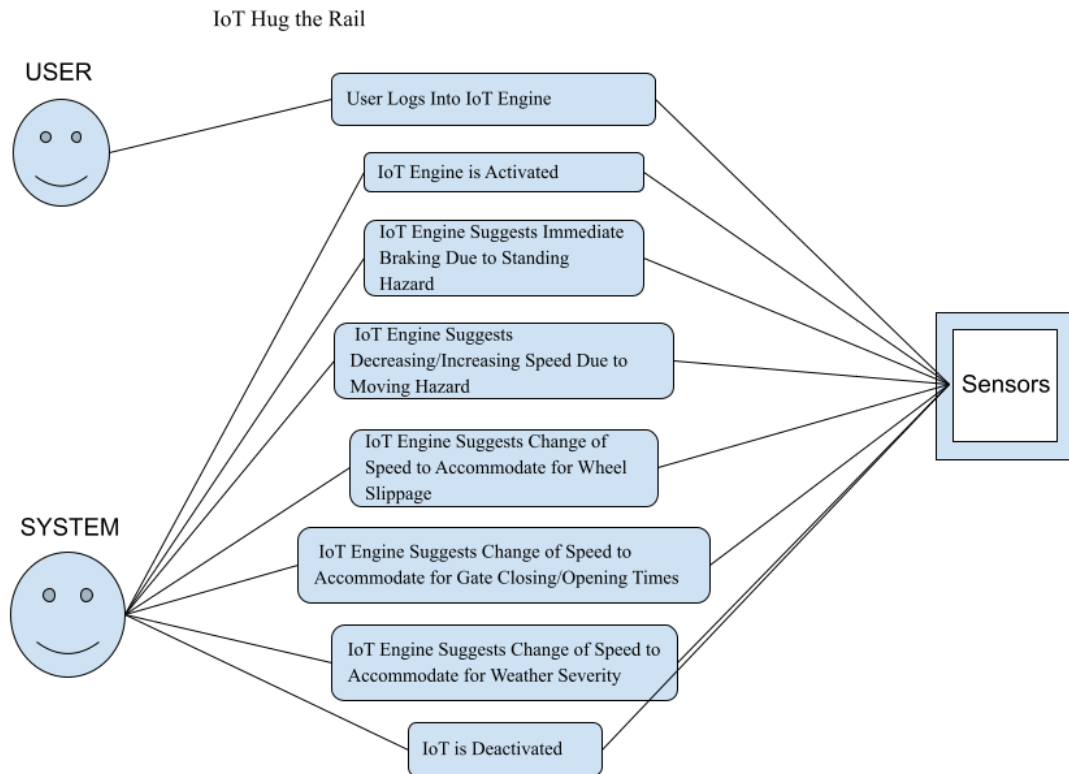 IoT Hug the Rail
USER
User Logs Into IoT Engine
IoT Engine is Activated
IoT Engine Suggests Immediate
Braking Due to Standing
Hazard
IoT Engine Suggests
Decreasing/Increasing Speed Due to
Moving Hazard
Sensors
IoT Engine Suggests Change of
Speed to Accommodate for Wheel
Slippage
SYSTEM
IoT Engine Suggests Change of Speed to
Accommodate for Gate Closing/Opening Times
IoT Engine Suggests Change of Speed to
Accommodate for Weather Severity
IoT is Deactivated